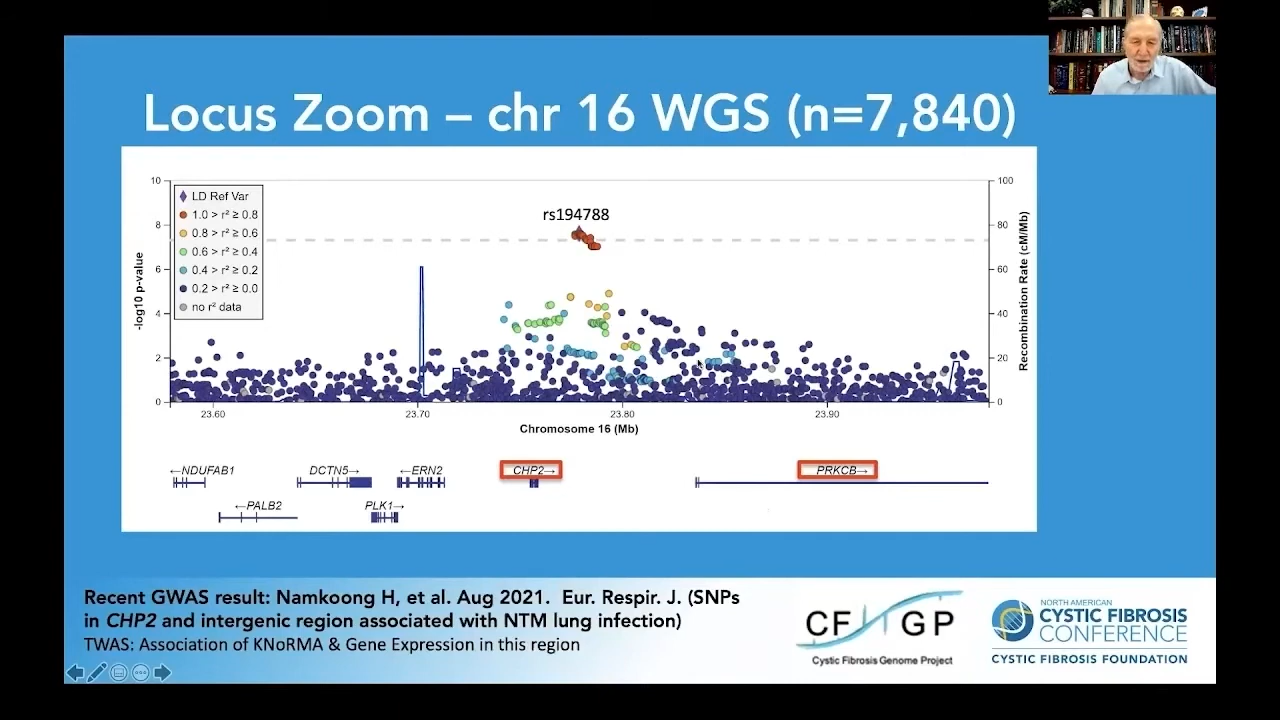 Locus Zoom – chr 16 WGS (n=7,840)
10
8
6
4
2
0
-log10 p-value
LD Ref Var
1.0 > r² ≥ 0.8
0.8 > r² ≥ 0.6
0.6 > r² ≥ 0.4
0.4 > r² ≥ 0.2
0.2 > r² ≥ 0.0
no r² data
rs194788
100
80
60
40
20
0
Recombination Rate (cM/Mb)
23.60 23.70 23.80 23.90
Chromosome 16 (Mb)
←NDUFAB1 DCTN5→ ←ERN2 CHP2→ PRKCB→
←PALB2 PLK1→
Recent GWAS result: Namkoong H, et al. Aug 2021. Eur. Respir. J. (SNPs
in CHP2 and intergenic region associated with NTM lung infection)
TWAS: Association of KNoRMA & Gene Expression in this region
CF GP
Cystic Fibrosis Genome Project
NORTH AMERICAN
CYSTIC FIBROSIS
CONFERENCE
CYSTIC FIBROSIS FOUNDATION